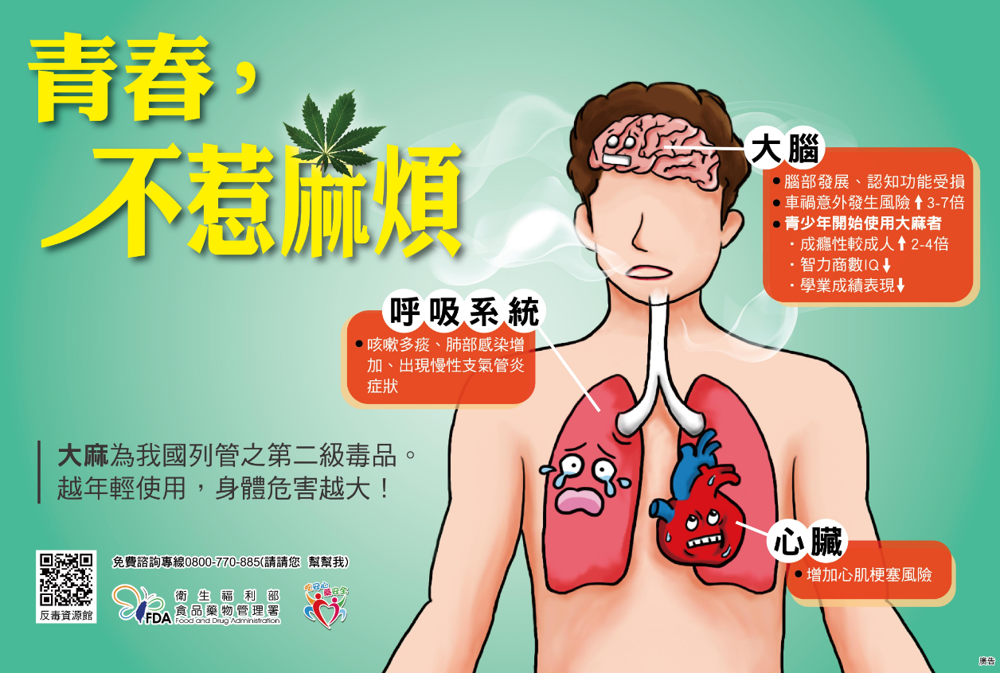 青春，
不惹麻煩
大腦
●腦部發展、認知功能受損
●車禍意外發生風險⬆3-7倍
●青少年開始使用大麻者
・成癮性較成人⬆2-4倍
・智力商數IQ⬇
・學業成績表現⬇
呼吸系統
●咳嗽多痰、肺部感染增
加、出現慢性支氣管炎
症狀
大麻為我國列管之第二級毒品。
越年輕使用，身體危害越大！
心臟
●增加心肌梗塞風險
免費諮詢專線0800-770-885(請請您 幫幫我)
反毒資源館
FDA
衛生福利部
食品藥物管理署
Food and Drug Administration
食安心
藥安全
廣告